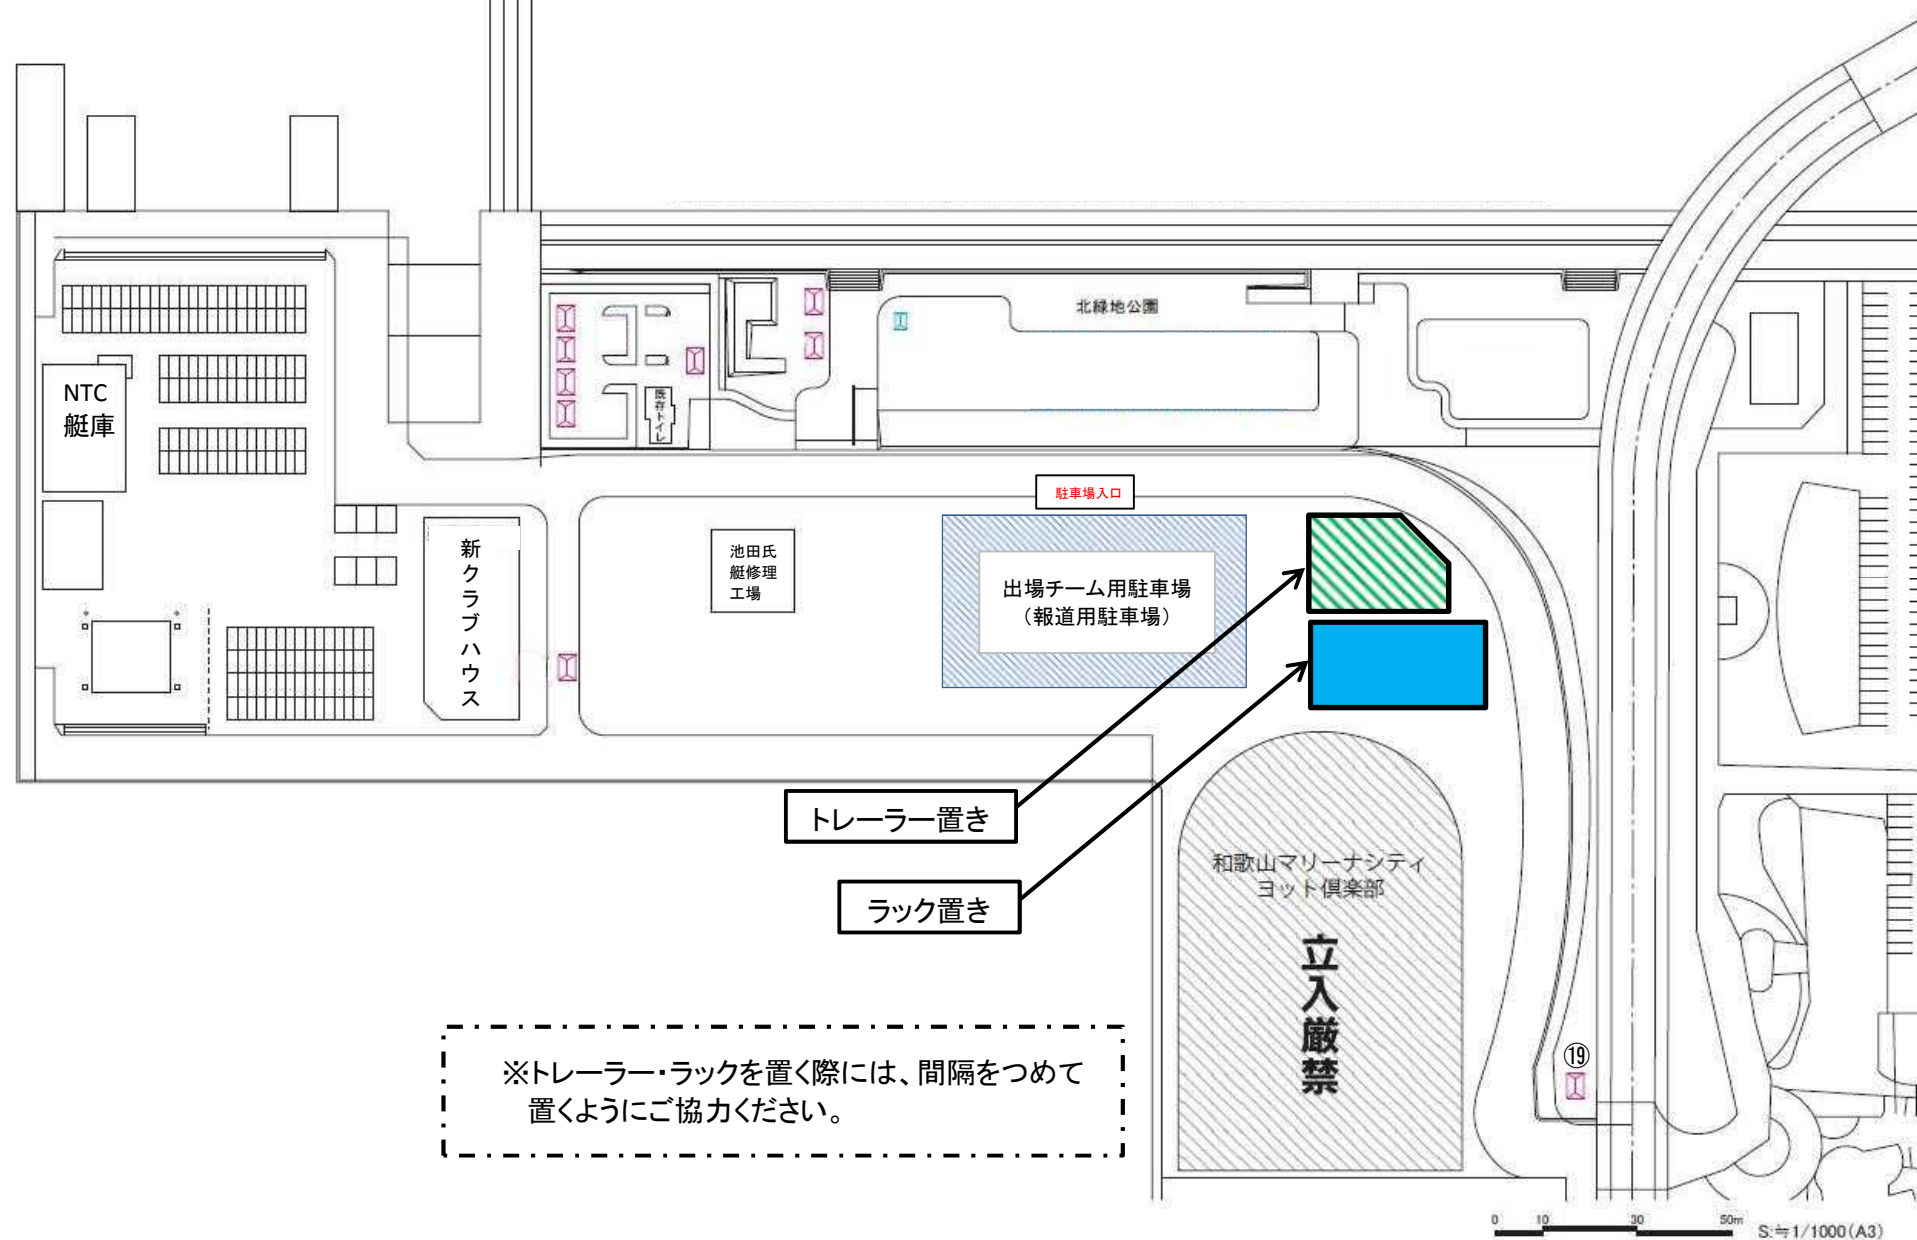 北緑地公園
NTC
艇庫
既存トイレ
駐車場入口
新クラブハウス
池田氏
艇修理
工場
出場チーム用駐車場
（報道用駐車場）
トレーラー置き
ラック置き
和歌山マリーナシティ
ヨット倶楽部
立入厳禁
⑲
※トレーラー・ラックを置く際には、間隔をつめて
置くようにご協力ください。
0 10 30 50m
S≒1/1000(A3)